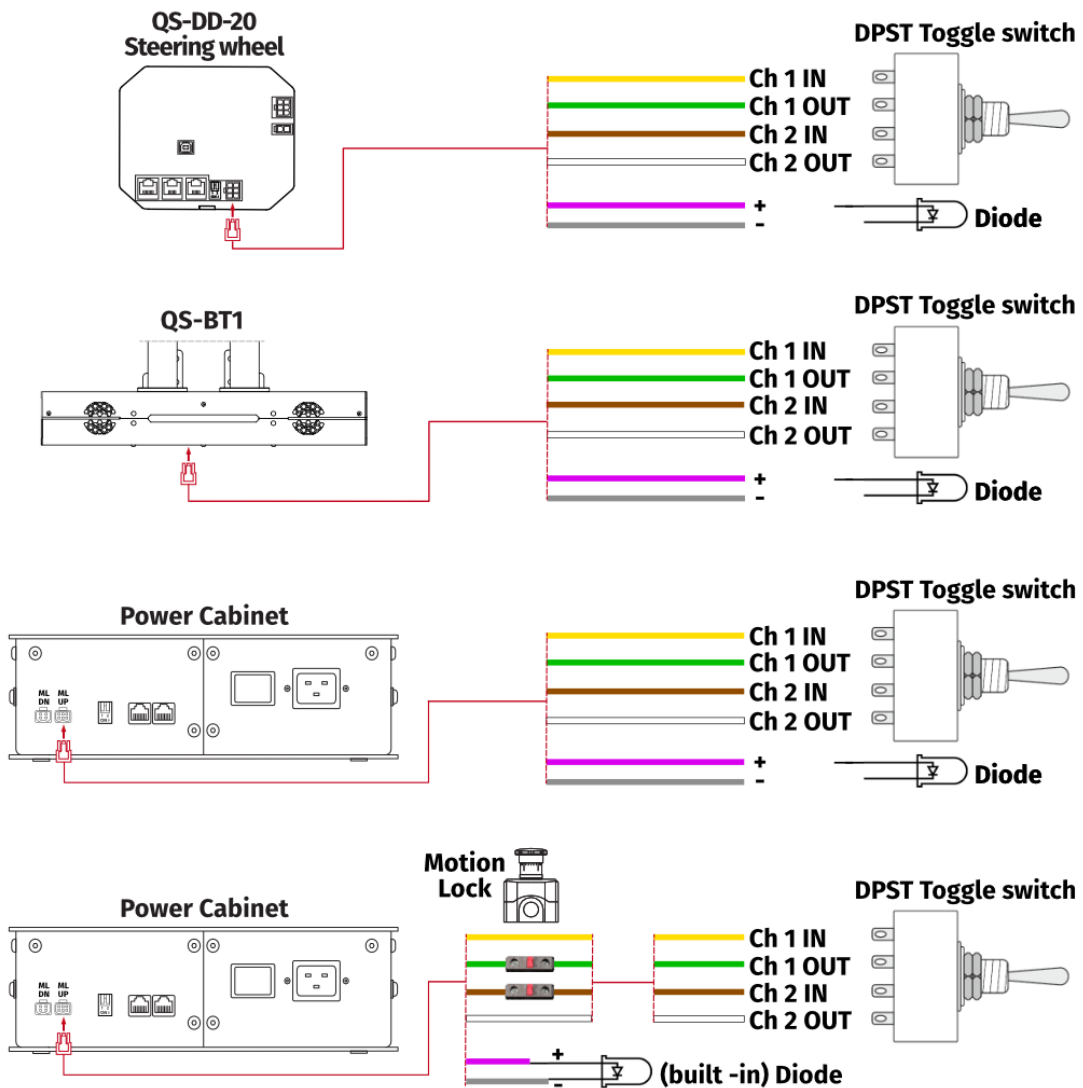 QS-DD-20
Steering wheel
DPST Toggle switch
Ch 1 IN
Ch 1 OUT
Ch 2 IN
Ch 2 OUT
+
-
Diode
QS-BT1
DPST Toggle switch
Ch 1 IN
Ch 1 OUT
Ch 2 IN
Ch 2 OUT
+
-
Diode
Power Cabinet
DPST Toggle switch
ML DN
ML UP
Ch 1 IN
Ch 1 OUT
Ch 2 IN
Ch 2 OUT
+
-
Diode
Motion
Lock
Power Cabinet
DPST Toggle switch
ML DN
ML UP
Ch 1 IN
Ch 1 OUT
Ch 2 IN
Ch 2 OUT
+
-
(built -in) Diode